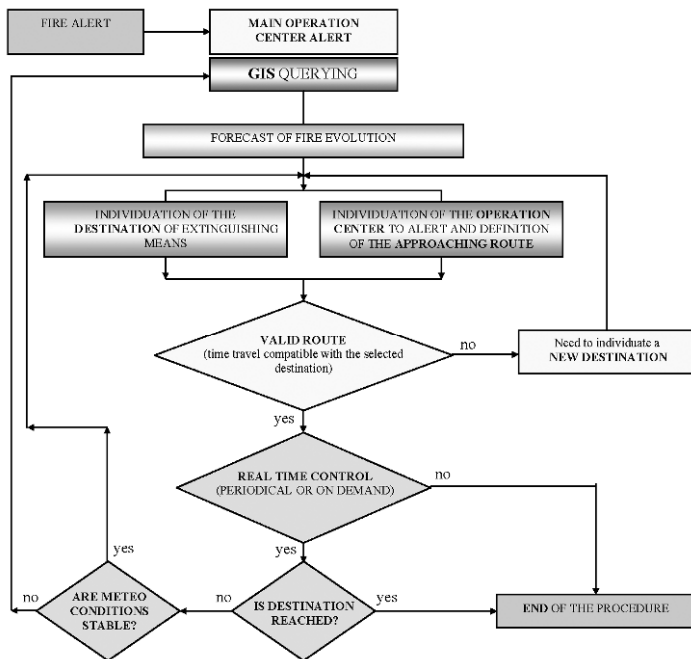 FIRE ALERT
MAIN OPERATION
CENTER ALERT
GIS QUERYING
FORECAST OF FIRE EVOLUTION
INDIVIDUATION OF THE
DESTINATION OF EXTINGUISHING
MEANS
INDIVIDUATION OF THE OPERATION
CENTER TO ALERT AND DEFINITION
OF THE APPROACHING ROUTE
VALID ROUTE
(time travel compatible with the selected
destination)
no
Need to individuate a
NEW DESTINATION
yes
REAL TIME CONTROL
(PERIODICAL OR ON DEMAND)
no
yes
yes
no
ARE METEO
CONDITIONS
STABLE?
no
IS DESTINATION
REACHED?
yes
END OF THE PROCEDURE